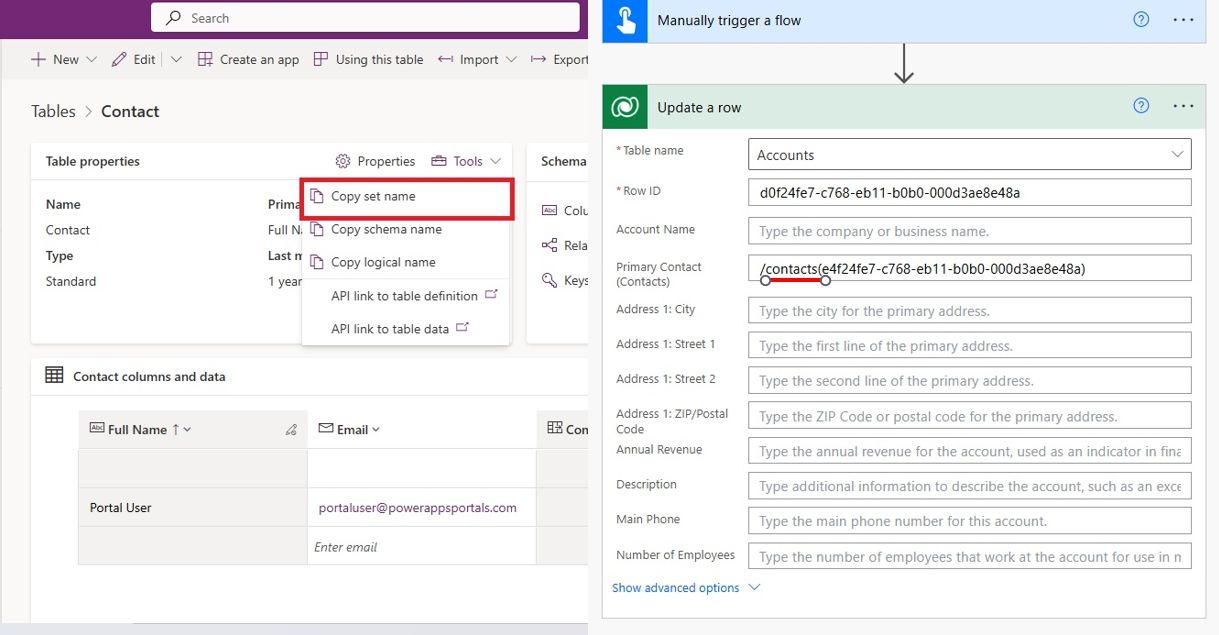 Search
New
Edit
Create an app
Using this table
Import
Export
Tables > Contact
Table properties
Properties
Tools
Schema
Name
Contact
Type
Standard
Prima
Full N
Last m
1 year
Copy set name
Copy schema name
Copy logical name
API link to table definition
API link to table data
Colu
Rela
Keys
Contact columns and data
Abc Full Name ↑
Email
Com
Portal User
portaluser@powerappsportals.com
Enter email
Manually trigger a flow
Update a row
* Table name
Accounts
* Row ID
d0f24fe7-c768-eb11-b0b0-000d3ae8e48a
Account Name
Type the company or business name.
Primary Contact
(Contacts)
/contacts(e4f24fe7-c768-eb11-b0b0-000d3ae8e48a)
Address 1: City
Type the city for the primary address.
Address 1: Street 1
Type the first line of the primary address.
Address 1: Street 2
Type the second line of the primary address.
Address 1: ZIP/Postal
Code
Type the ZIP Code or postal code for the primary address.
Annual Revenue
Type the annual revenue for the account, used as an indicator in fina
Description
Type additional information to describe the account, such as an exce
Main Phone
Type the main phone number for this account.
Number of Employees
Type the number of employees that work at the account for use in m
Show advanced options